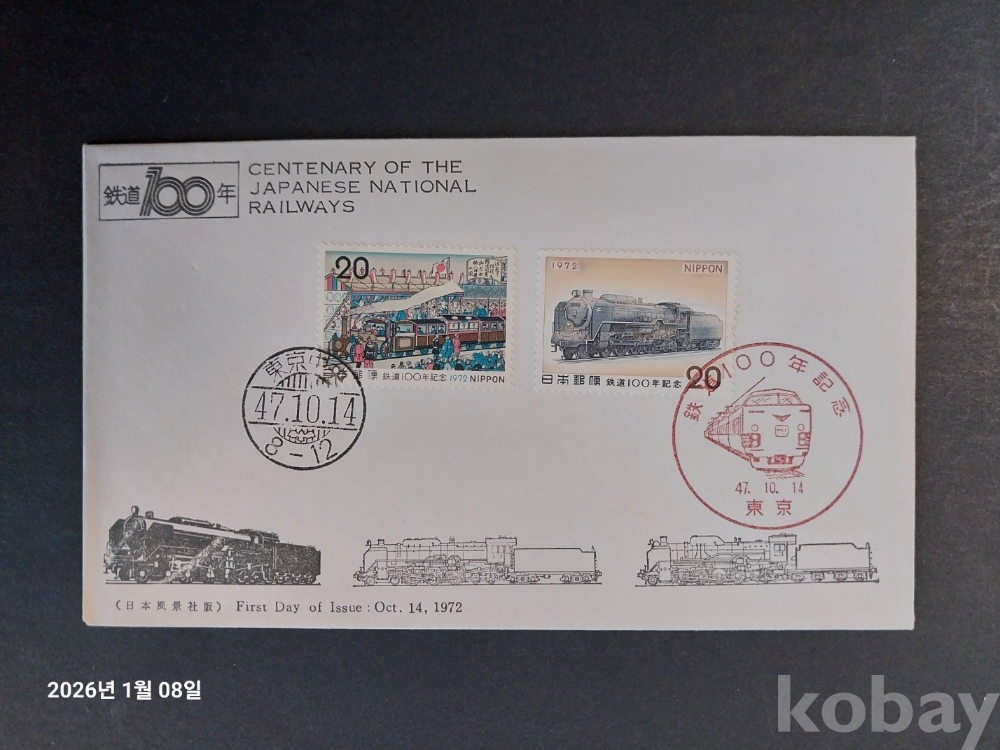 鉄道100年
CENTENARY OF THE
JAPANESE NATIONAL
RAILWAYS
20
郵便 鉄道100年記念 1972 NIPPON
1972 NIPPON
日本郵便 鉄道100年記念 20
東京中央
47.10.14
8-12
鉄道100年記念
47. 10. 14
東京
(日本風景社版) First Day of Issue : Oct. 14, 1972
2026년 1월 08일
kobay